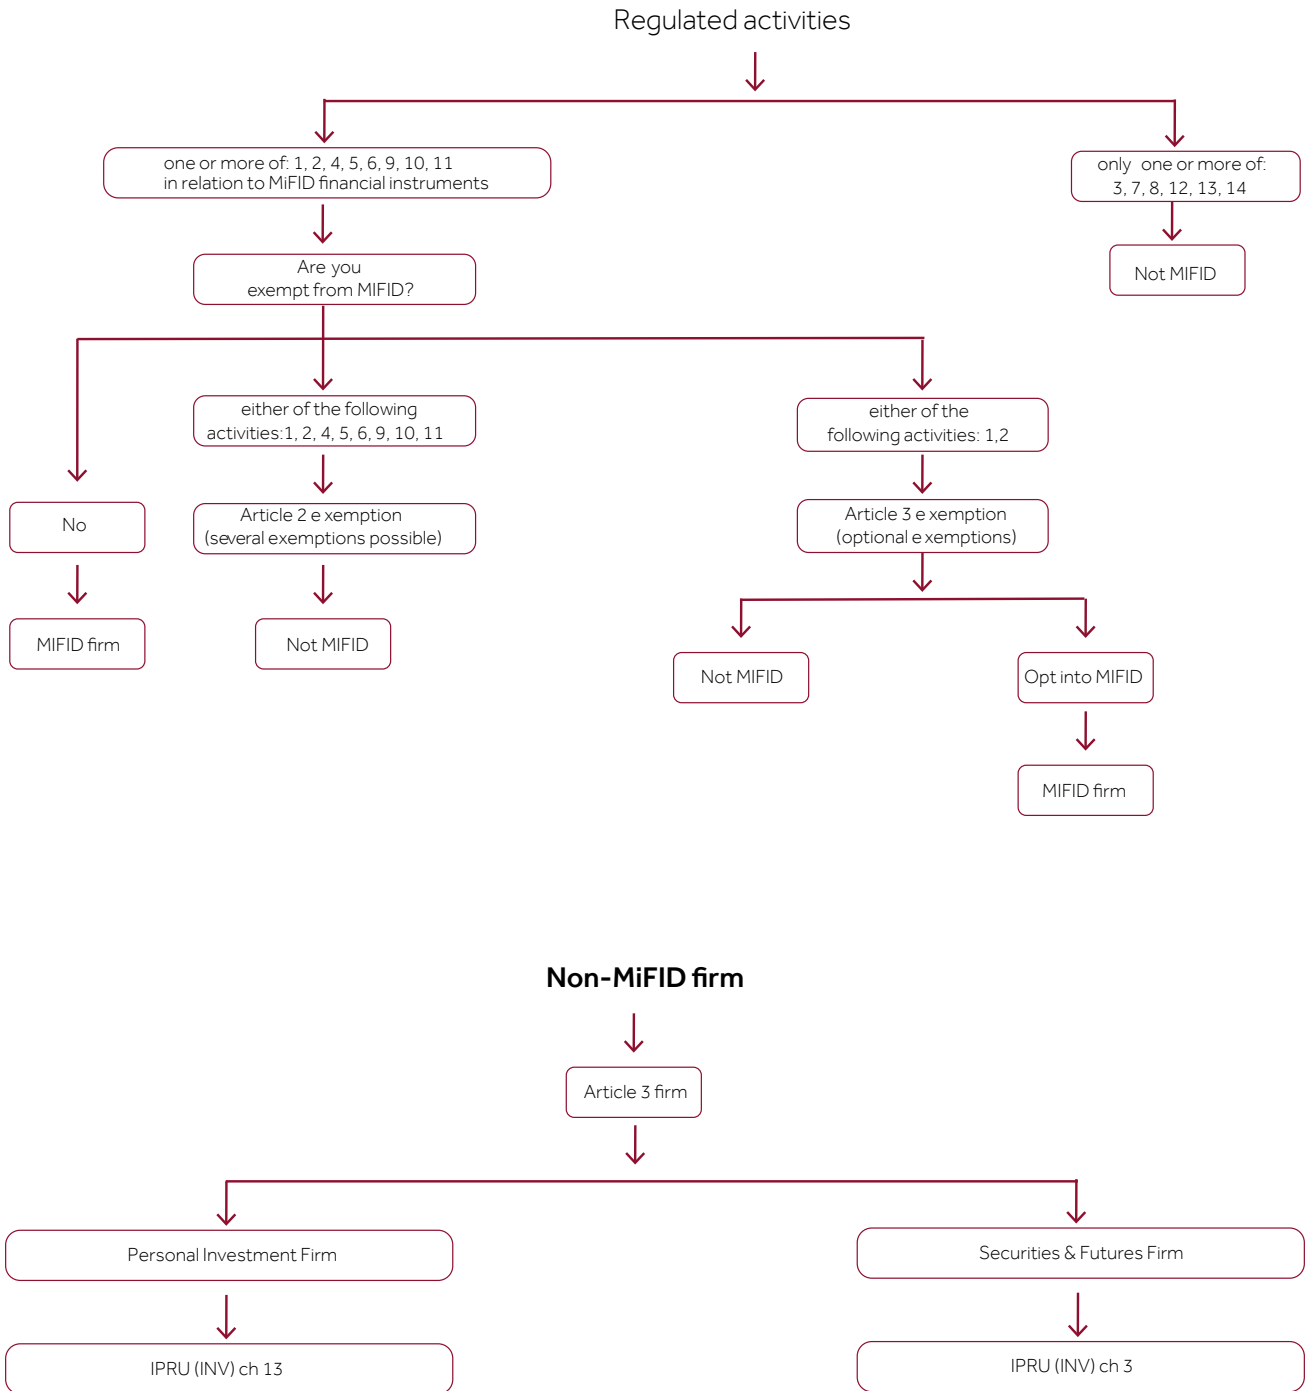 Regulated activities
one or more of: 1, 2, 4, 5, 6, 9, 10, 11
in relation to MiFID financial instruments
only one or more of:
3, 7, 8, 12, 13, 14
Are you
exempt from MIFID?
Not MIFID
either of the following
activities:1, 2, 4, 5, 6, 9, 10, 11
either of the
following activities: 1,2
No
Article 2 e xemption
(several exemptions possible)
Article 3 e xemption
(optional e xemptions)
MIFID firm
Not MIFID
Not MIFID
Opt into MIFID
MIFID firm
Non-MiFID firm
Article 3 firm
Personal Investment Firm
Securities & Futures Firm
IPRU (INV) ch 13
IPRU (INV) ch 3